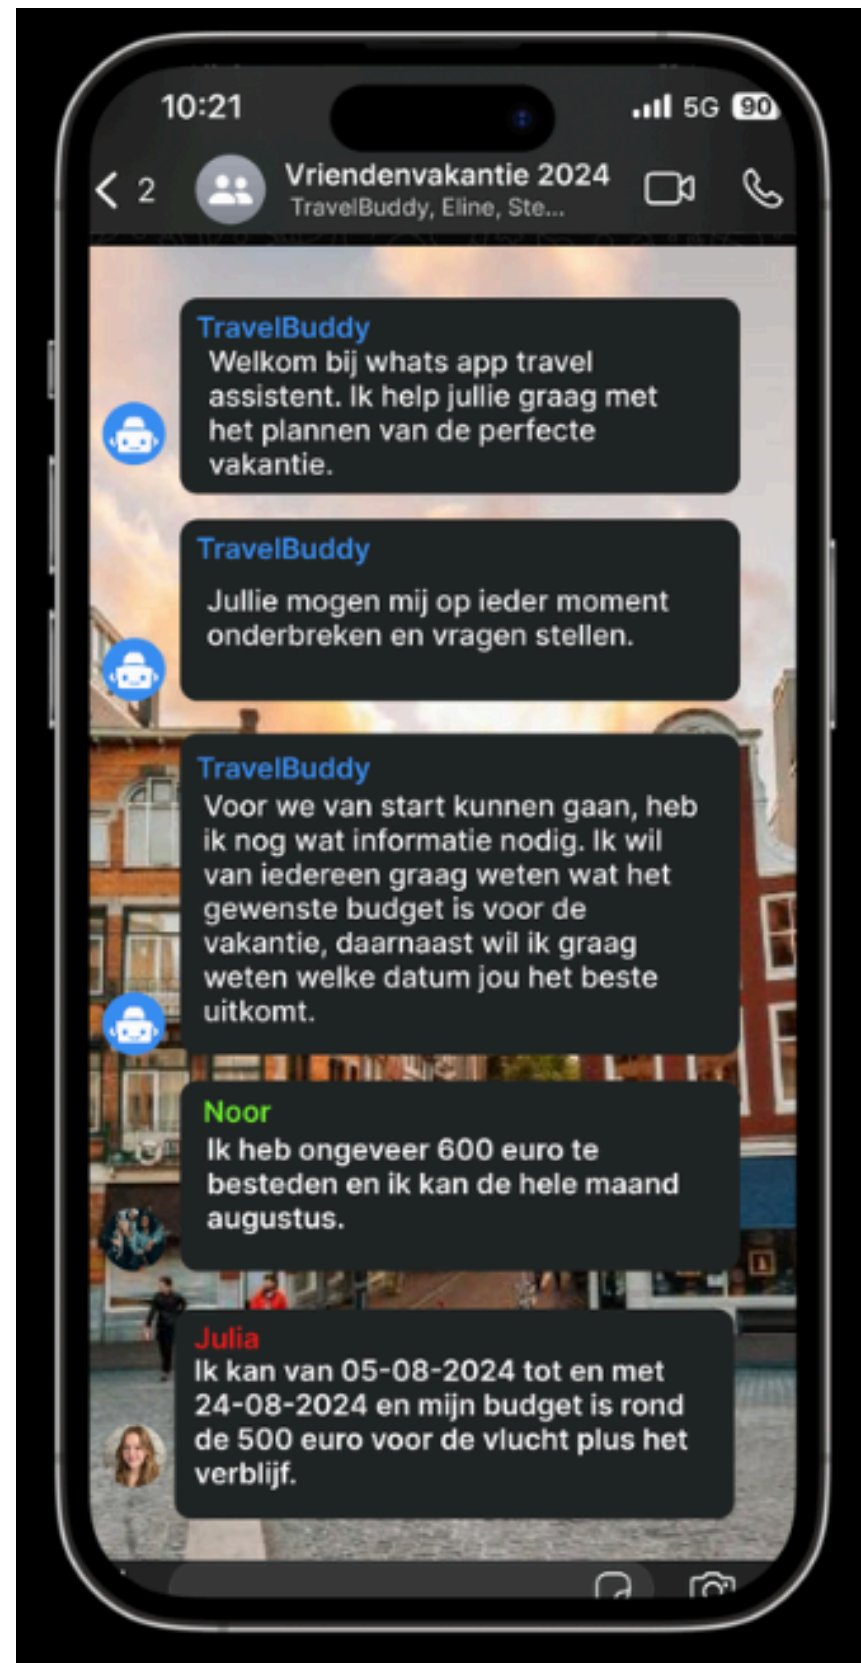 10:21
5G 90
2
Vriendenvakantie 2024
TravelBuddy, Eline, Ste...
TravelBuddy
Welkom bij whats app travel
assistent. Ik help jullie graag met
het plannen van de perfecte
vakantie.
TravelBuddy
Jullie mogen mij op ieder moment
onderbreken en vragen stellen.
TravelBuddy
Voor we van start kunnen gaan, heb
ik nog wat informatie nodig. Ik wil
van iedereen graag weten wat het
gewenste budget is voor de
vakantie, daarnaast wil ik graag
weten welke datum jou het beste
uitkomt.
Noor
Ik heb ongeveer 600 euro te
besteden en ik kan de hele maand
augustus.
Julia
Ik kan van 05-08-2024 tot en met
24-08-2024 en mijn budget is rond
de 500 euro voor de vlucht plus het
verblijf.